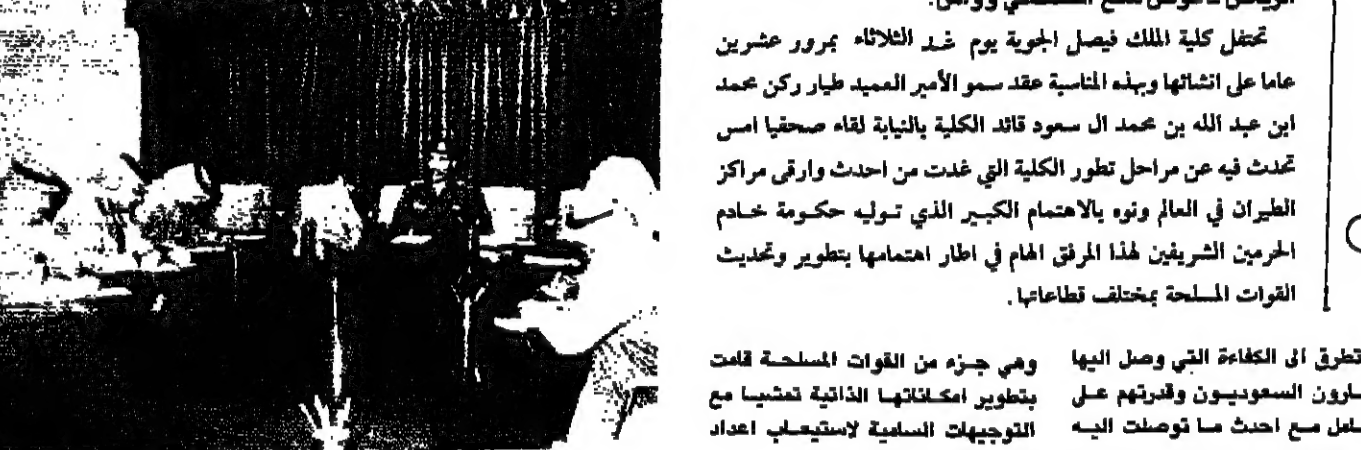 تحتفل كلية الملك فيصل الجوية يوم غد الثلاثاء بمرور عشرين
عاما على انشائها وبهذه المناسبة عقد سمو الأمير العميد طيار ركن محمد
ابن عبد الله بن محمد ال سعود قائد الكلية بالنيابة لقاء صحفيا امس
تحدث فيه عن مراحل تطور الكلية التي غدت من احدث وارقى مراكز
الطيران في العالم ونوه بالاهتمام الكبير الذي توليه حكومة خادم
الحرمين الشريفين لهذا المرفق الهام في اطار اهتمامها بتطوير وتحديث
القوات المسلحة بمختلف قطاعاتها .
تطرق الى الكفاءة التي وصل اليها
ـارون السعوديون وقدرتهم على
ـامل مع احدث ما توصلت اليه
وهي جزء من القوات المسلحة قامت
بتطوير امكاناتها الذاتية تمشيا مع
التوجيهات السامية لاستيعاب اعداد